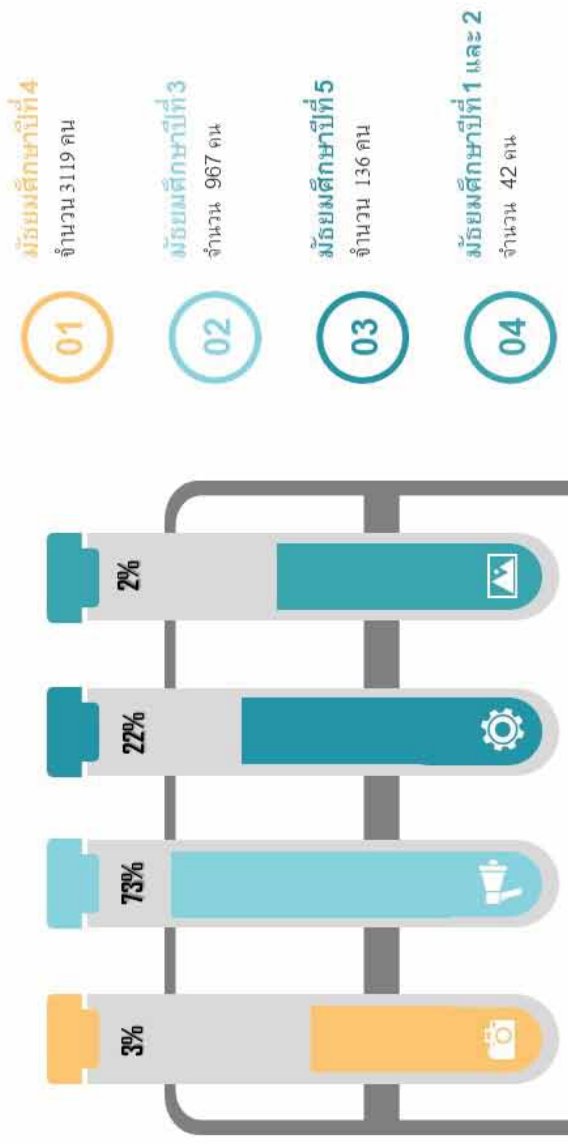 3%
73%
22%
2%
01
มัธยมศึกษาปีที่ 4
จำนวน 3119 คน
02
มัธยมศึกษาปีที่ 3
จำนวน 967 คน
03
มัธยมศึกษาปีที่ 5
จำนวน 136 คน
04
มัธยมศึกษาปีที่ 1 และ 2
จำนวน 42 คน